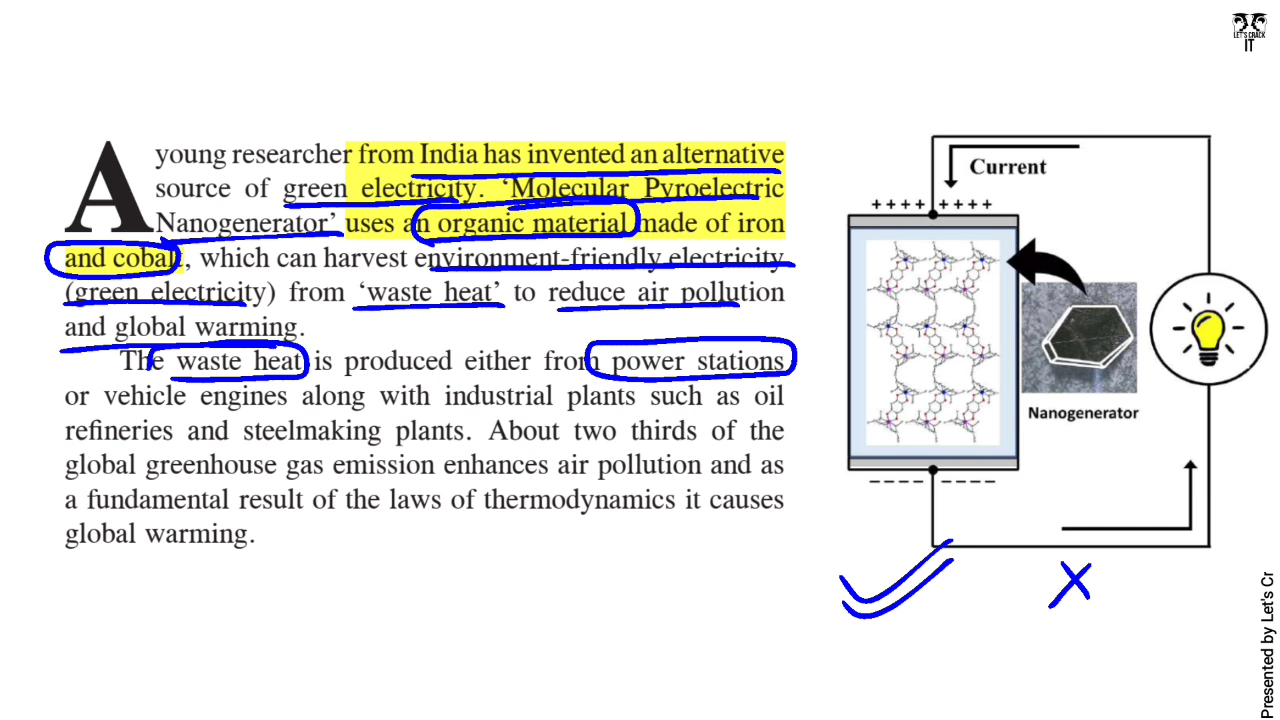 LET'S CRACK
IT
A young researcher from India has invented an alternative
source of green electricity. ‘Molecular Pyroelectric
Nanogenerator’ uses an organic material made of iron
and cobalt, which can harvest environment-friendly electricity
(green electricity) from ‘waste heat’ to reduce air pollution
and global warming.
The waste heat is produced either from power stations
or vehicle engines along with industrial plants such as oil
refineries and steelmaking plants. About two thirds of the
global greenhouse gas emission enhances air pollution and as
a fundamental result of the laws of thermodynamics it causes
global warming.
Current
++++ ++++
Nanogenerator
---- -----
Presented by Let's Cr